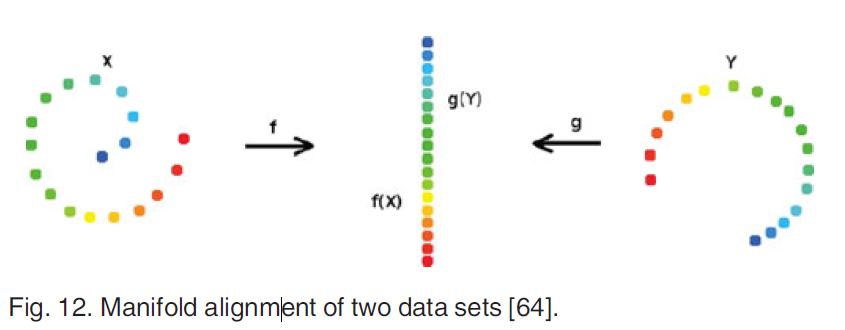 X
f
g(Y)
f(X)
g
Y
Fig. 12. Manifold alignment of two data sets [64].